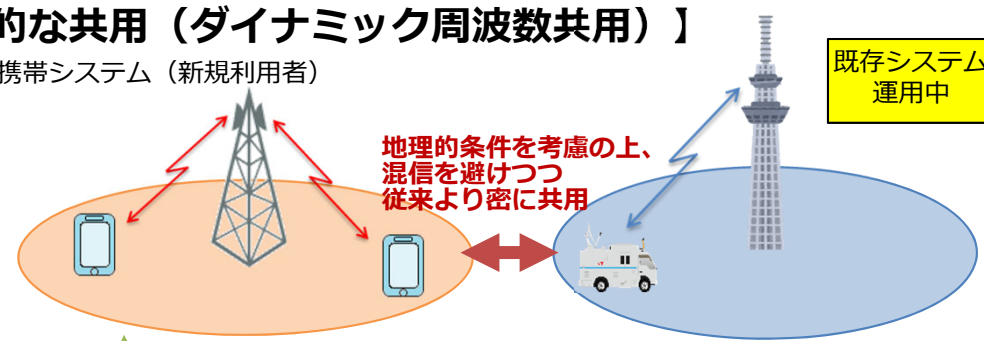 的な共用（ダイナミック周波数共用）】
携帯システム（新規利用者）
既存システム
運用中
地理的条件を考慮の上、
混信を避けつつ
従来より密に共用